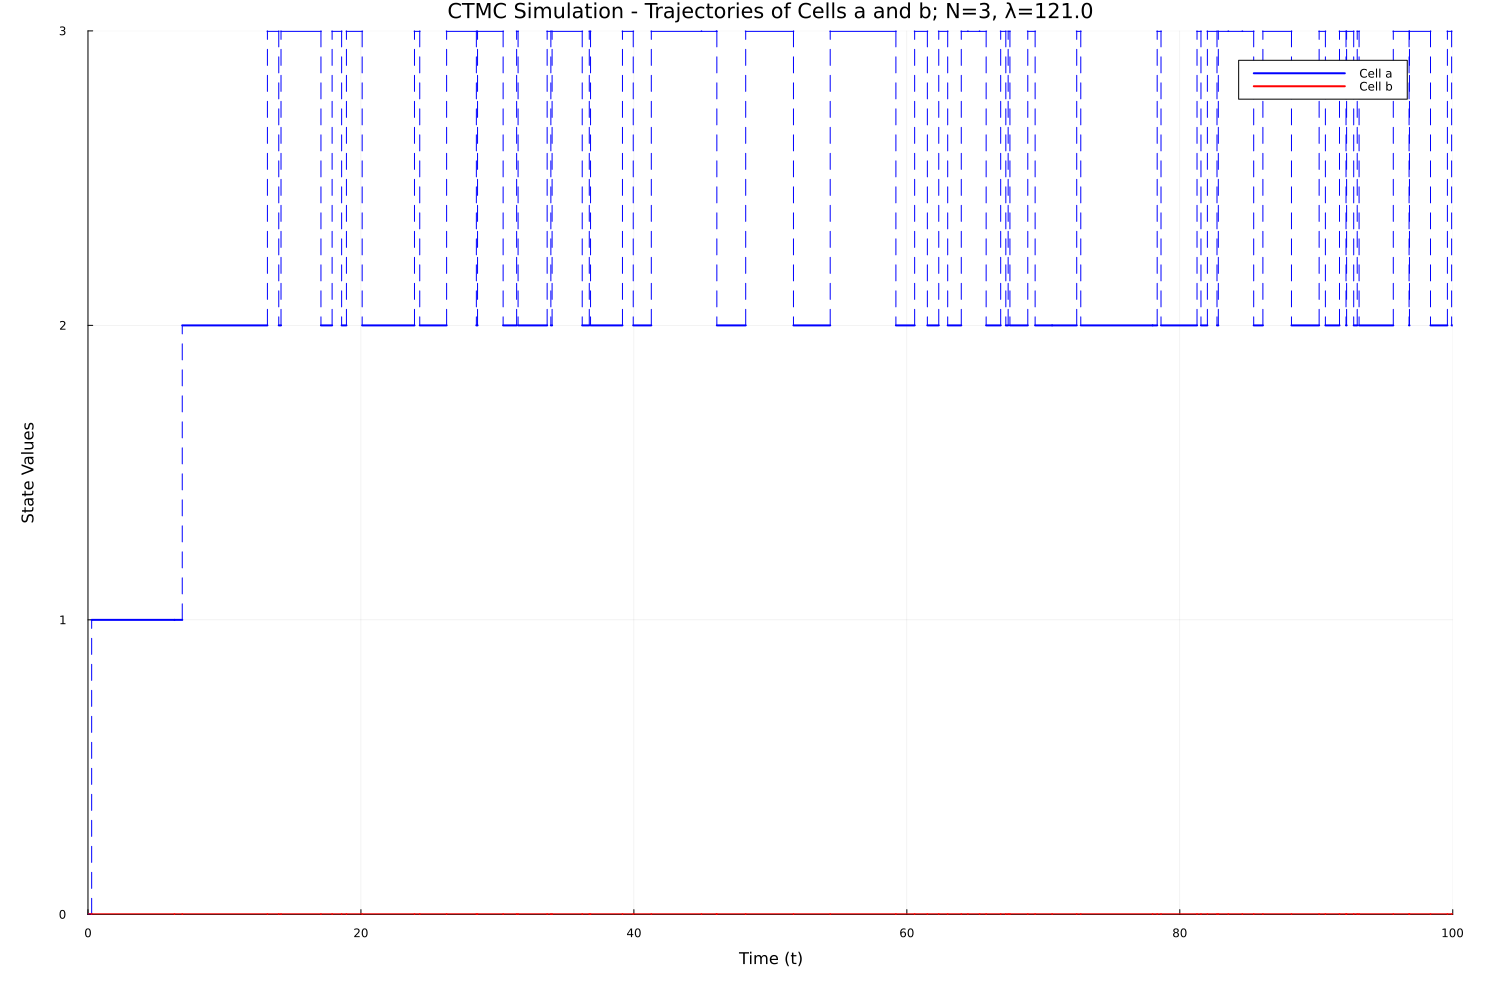 CTMC Simulation - Trajectories of Cells a and b; N=3, λ=121.0
3
Cell a
Cell b
2
State Values
1
0
0 20 40 60 80 100
Time (t)